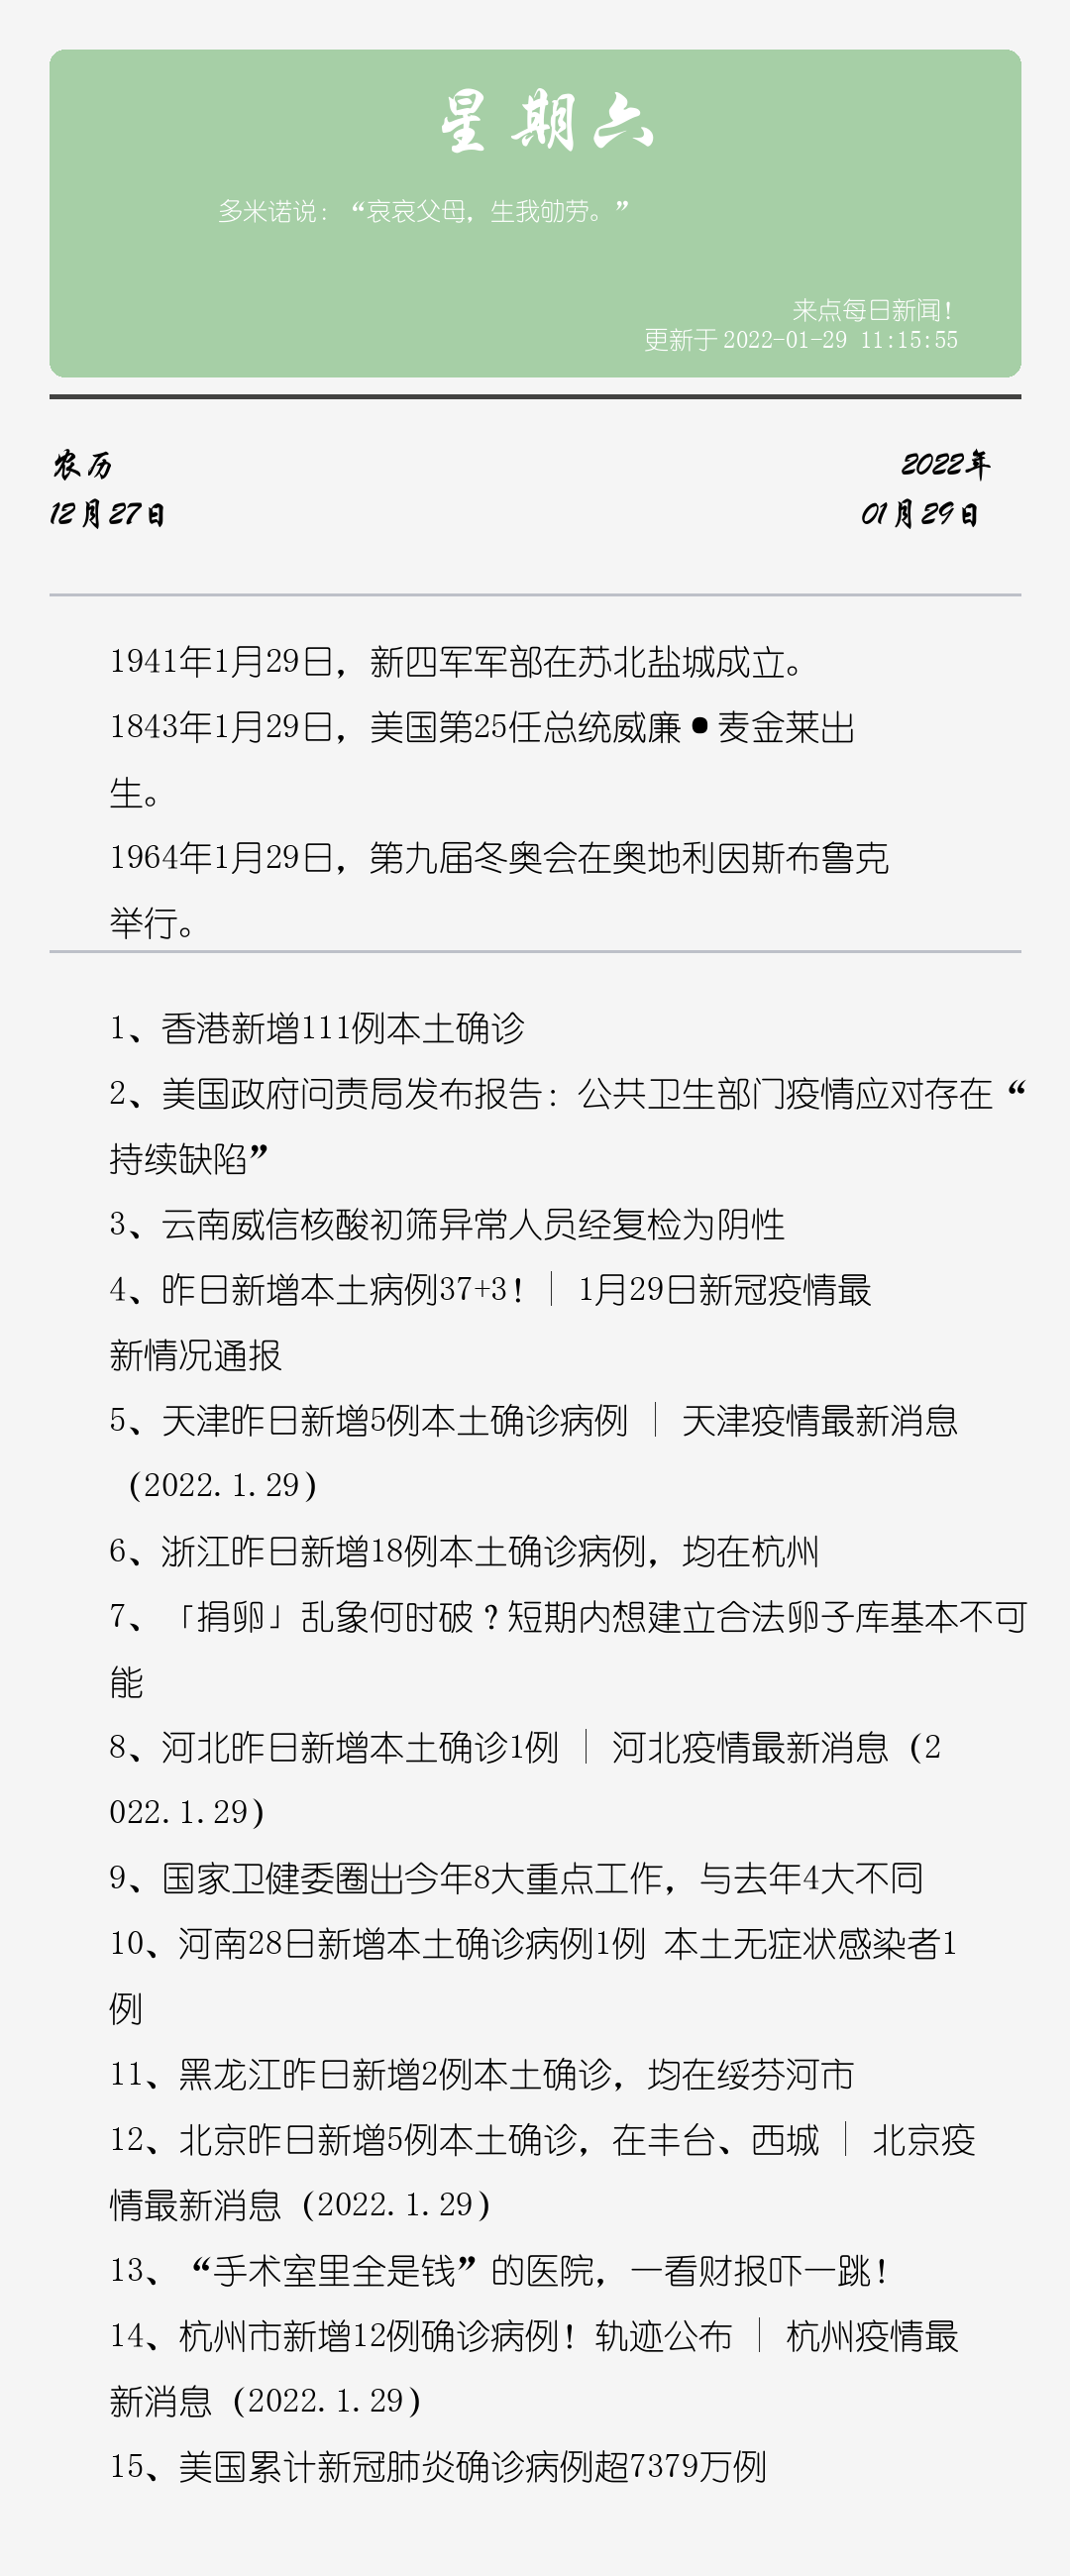 星期六
多米诺说：“哀哀父母，生我劬劳。”
来点每日新闻！
更新于 2022-01-29 11:15:55
农历
2022年
12月27日
01月29日
1941年1月29日，新四军军部在苏北盐城成立。
1843年1月29日，美国第25任总统威廉•麦金莱出
生。
1964年1月29日，第九届冬奥会在奥地利因斯布鲁克
举行。
1、香港新增111例本土确诊
2、美国政府问责局发布报告：公共卫生部门疫情应对存在“
持续缺陷”
3、云南威信核酸初筛异常人员经复检为阴性
4、昨日新增本土病例37+3！｜ 1月29日新冠疫情最
新情况通报
5、天津昨日新增5例本土确诊病例 ｜ 天津疫情最新消息
（2022.1.29）
6、浙江昨日新增18例本土确诊病例，均在杭州
7、「捐卵」乱象何时破？短期内想建立合法卵子库基本不可
能
8、河北昨日新增本土确诊1例 ｜ 河北疫情最新消息（2
022.1.29）
9、国家卫健委圈出今年8大重点工作，与去年4大不同
10、河南28日新增本土确诊病例1例 本土无症状感染者1
例
11、黑龙江昨日新增2例本土确诊，均在绥芬河市
12、北京昨日新增5例本土确诊，在丰台、西城 ｜ 北京疫
情最新消息（2022.1.29）
13、“手术室里全是钱”的医院，一看财报吓一跳！
14、杭州市新增12例确诊病例！轨迹公布 ｜ 杭州疫情最
新消息（2022.1.29）
15、美国累计新冠肺炎确诊病例超7379万例